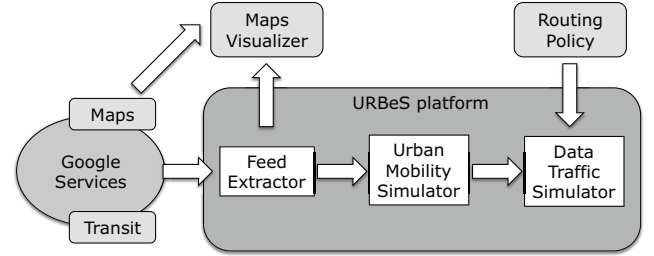 Maps
Visualizer
Routing
Policy
Maps
URBeS platform
Google
Services
Feed
Extractor
Urban
Mobility
Simulator
Data
Traffic
Simulator
Transit